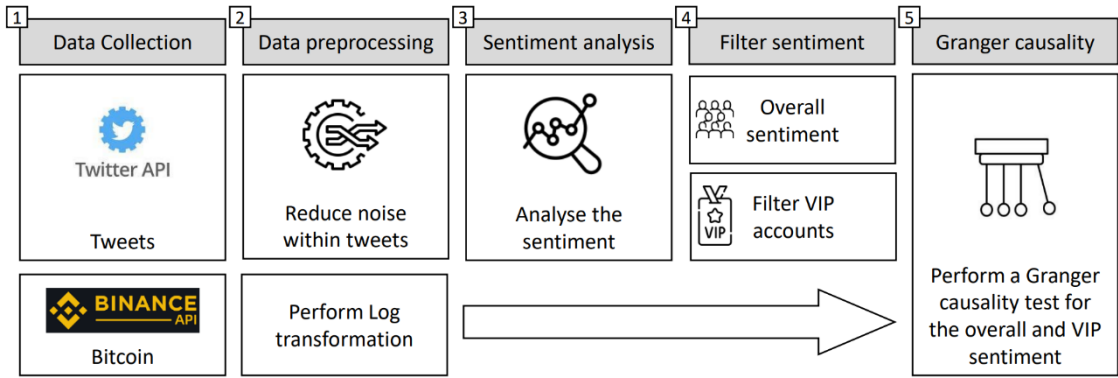 1
Data Collection
2
Data preprocessing
3
Sentiment analysis
4
Filter sentiment
5
Granger causality
Twitter API
Tweets
BINANCE
API
Bitcoin
Reduce noise
within tweets
Perform Log
transformation
Analyse the
sentiment
Overall
sentiment
VIP
Filter VIP
accounts
Perform a Granger
causality test for
the overall and VIP
sentiment